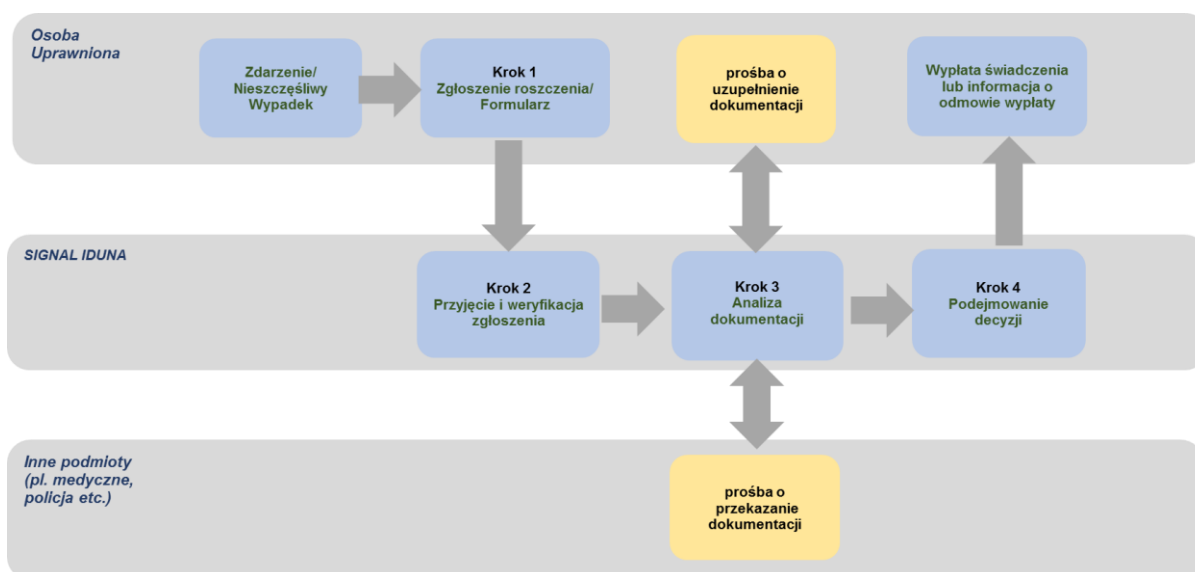 Osoba
Uprawniona
Zdarzenie/
Nieszczęśliwy
Wypadek
Krok 1
Zgłoszenie roszczenia/
Formularz
prośba o
uzupełnienie
dokumentacji
Wypłata świadczenia
lub informacja o
odmowie wypłaty
SIGNAL IDUNA
Krok 2
Przyjęcie i weryfikacja
zgłoszenia
Krok 3
Analiza
dokumentacji
Krok 4
Podejmowanie
decyzji
Inne podmioty
(pl. medyczne,
policja etc.)
prośba o
przekazanie
dokumentacji